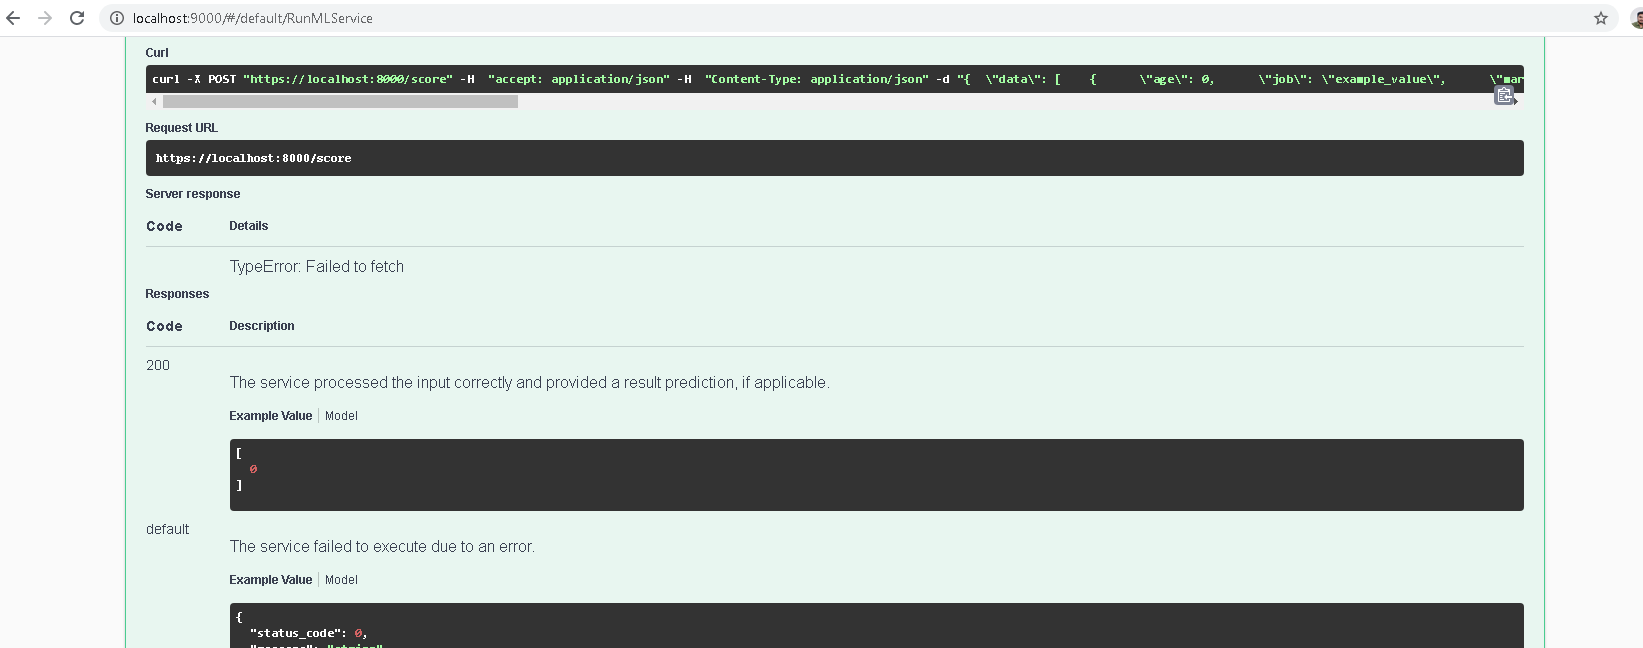 localhost:9000/#/default/RunMLService
Curl
curl -X POST "https://localhost:8000/score" -H  "accept: application/json" -H  "Content-Type: application/json" -d "{  \"data\": [    {      \"age\": 0,      \"job\": \"example_value\",      \"mar
Request URL
https://localhost:8000/score
Server response
Code Details
TypeError: Failed to fetch
Responses
Code Description
200
The service processed the input correctly and provided a result prediction, if applicable.
Example Value Model
[
0
]
default
The service failed to execute due to an error.
Example Value Model
{
"status_code": 0,